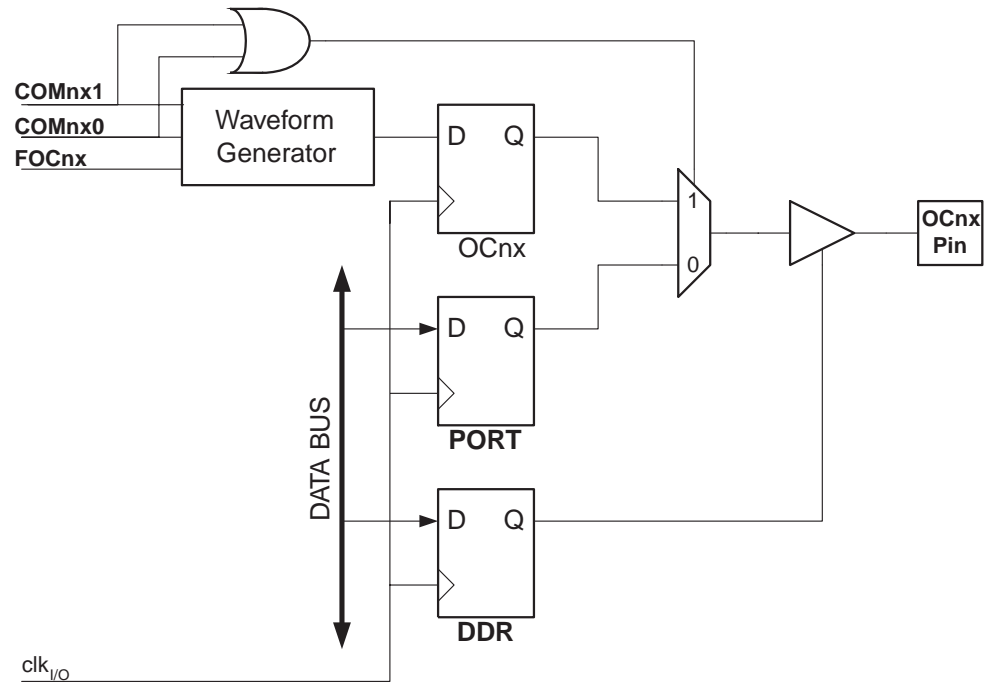 COMnx1
COMnx0
FOCnx
Waveform
Generator
D Q
OCnx
1
0
OCnx
Pin
DATA BUS
D Q
PORT
D Q
DDR
clkI/O